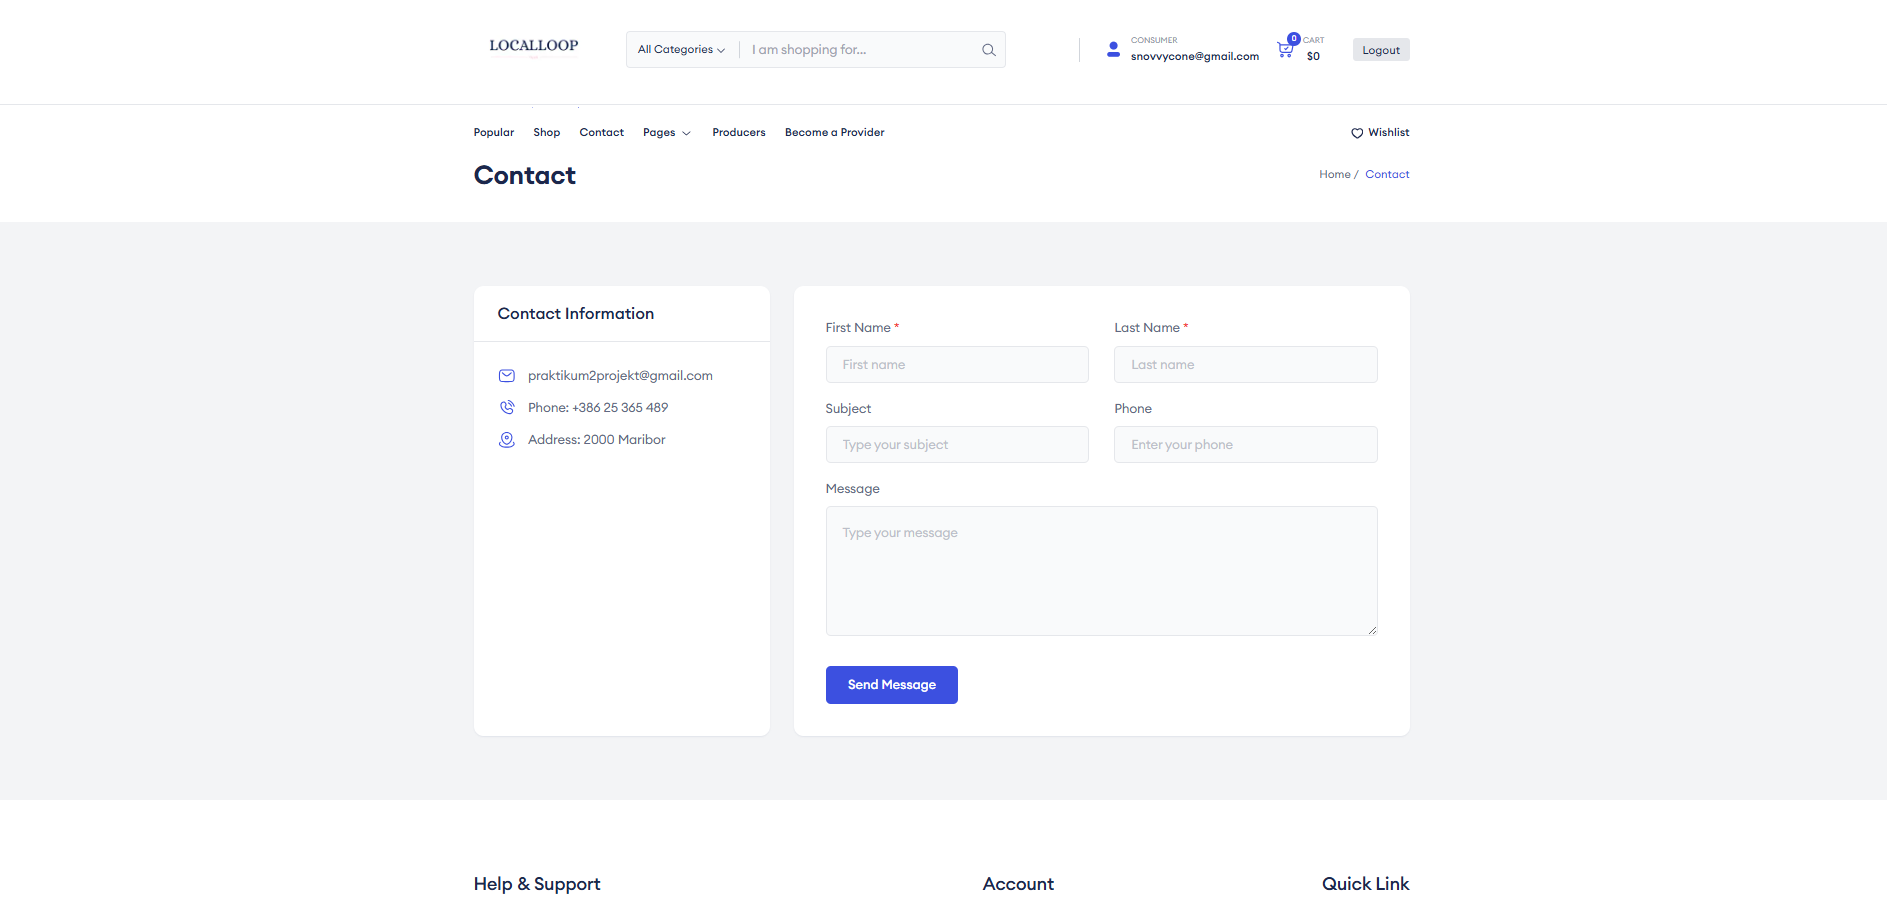 LOCALLOOP
All Categories
I am shopping for...
CONSUMER
snovvycone@gmail.com
0
CART
$0
Logout
Popular
Shop
Contact
Pages
Producers
Become a Provider
Wishlist
Contact
Home / Contact
Contact Information
praktikum2projekt@gmail.com
Phone: +386 25 365 489
Address: 2000 Maribor
First Name *
Last Name *
First name
Last name
Subject
Phone
Type your subject
Enter your phone
Message
Type your message
Send Message
Help & Support
Account
Quick Link